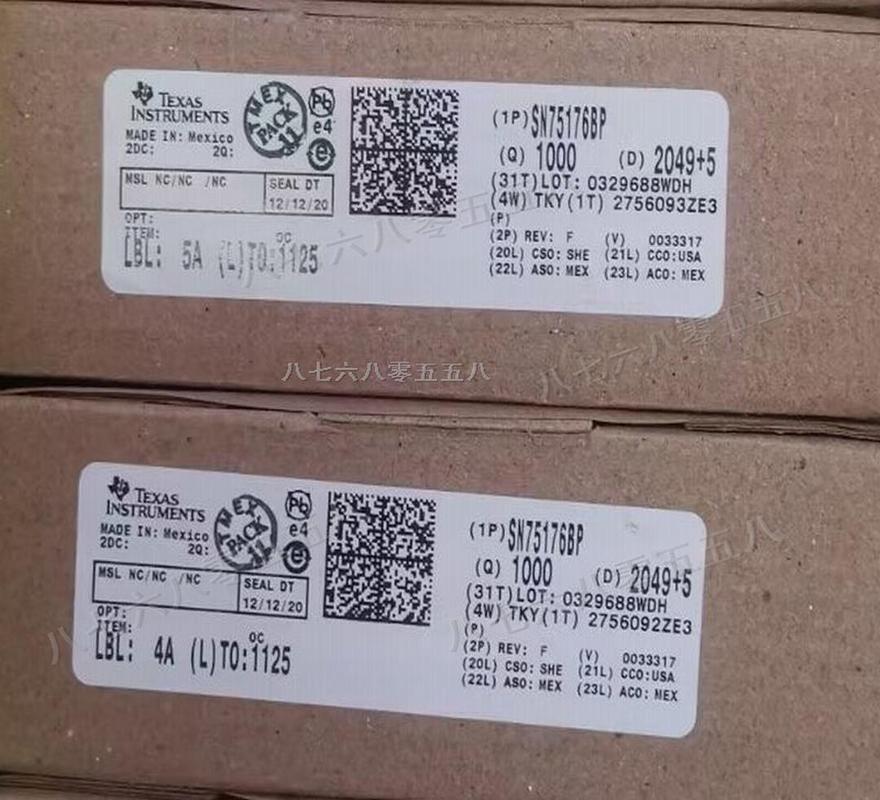 TEXAS
INSTRUMENTS
MADE IN: Mexico
2DC: 2Q:
TMEX
PACK
11
Pb
e4
e
MSL NC/NC /NC
SEAL DT
12/12/20
OPT:
ITEM:
LBL: 5A (L)TO:1125
OC
(1P)SN75176BP
(Q) 1000 (D) 2049+5
(31T)LOT: 0329688WDH
(4W) TKY(1T) 2756093ZE3
(P)
(2P) REV: F (V) 0033317
(20L) CSO: SHE (21L) CCO:USA
(22L) ASO: MEX (23L) ACO: MEX
八七六八零五五八
TEXAS
INSTRUMENTS
MADE IN: Mexico
2DC: 2Q:
TMEX
PACK
11
Pb
e4
e
MSL NC/NC /NC
SEAL DT
12/12/20
OPT:
ITEM:
LBL: 4A (L)TO:1125
OC
(1P)SN75176BP
(Q) 1000 (D) 2049+5
(31T)LOT: 0329688WDH
(4W) TKY(1T) 2756092ZE3
(P)
(2P) REV: F (V) 0033317
(20L) CSO: SHE (21L) CCO:USA
(22L) ASO: MEX (23L) ACO: MEX